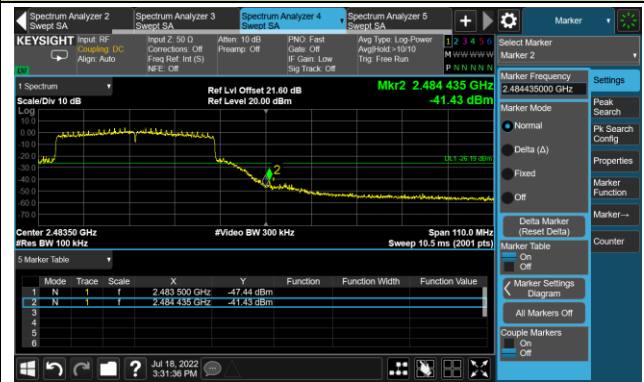 Spectrum Analyzer 2
Swept SA
Spectrum Analyzer 3
Swept SA
Spectrum Analyzer 4
Swept SA
Spectrum Analyzer 5
Swept SA
Marker
KEYSIGHT
Input: RF
Coupling: DC
Align: Auto
Input Z: 50 Ω
Corrections: Off
Freq Ref: Int (S)
NFE: Off
Atten: 10 dB
Preamp: Off
PNO: Fast
Gate: Off
IF Gain: Low
Sig Track: Off
Avg Type: Log-Power
Avg|Hold:>10/10
Trig: Free Run
1 2 3 4 5 6
M W W W W W
P N N N N N
LVI
Select Marker
Marker 2
1 Spectrum
Scale/Div 10 dB
Ref Lvl Offset 21.60 dB
Ref Level 20.00 dBm
Mkr2 2.484 435 GHz
-41.43 dBm
Log
10.0
0.00
-10.0
-20.0
-30.0
-40.0
-50.0
-60.0
-70.0
DL1 -26.19 dBm
2
Center 2.48350 GHz
#Res BW 100 kHz
#Video BW 300 kHz
Span 110.0 MHz
Sweep 10.5 ms (2001 pts)
5 Marker Table
Mode Trace Scale X Y Function Function Width Function Value
1 N 1 f 2.483 500 GHz -47.44 dBm
2 N 1 f 2.484 435 GHz -41.43 dBm
3
4
5
6
Marker Frequency
2.484435000 GHz
Marker Mode
Normal
Delta (Δ)
Fixed
Off
Delta Marker
(Reset Delta)
Marker Table
On
Off
Marker Settings
Diagram
All Markers Off
Couple Markers
On
Off
Settings
Peak
Search
Pk Search
Config
Properties
Marker
Function
Marker→
Counter
Jul 18, 2022
3:31:36 PM